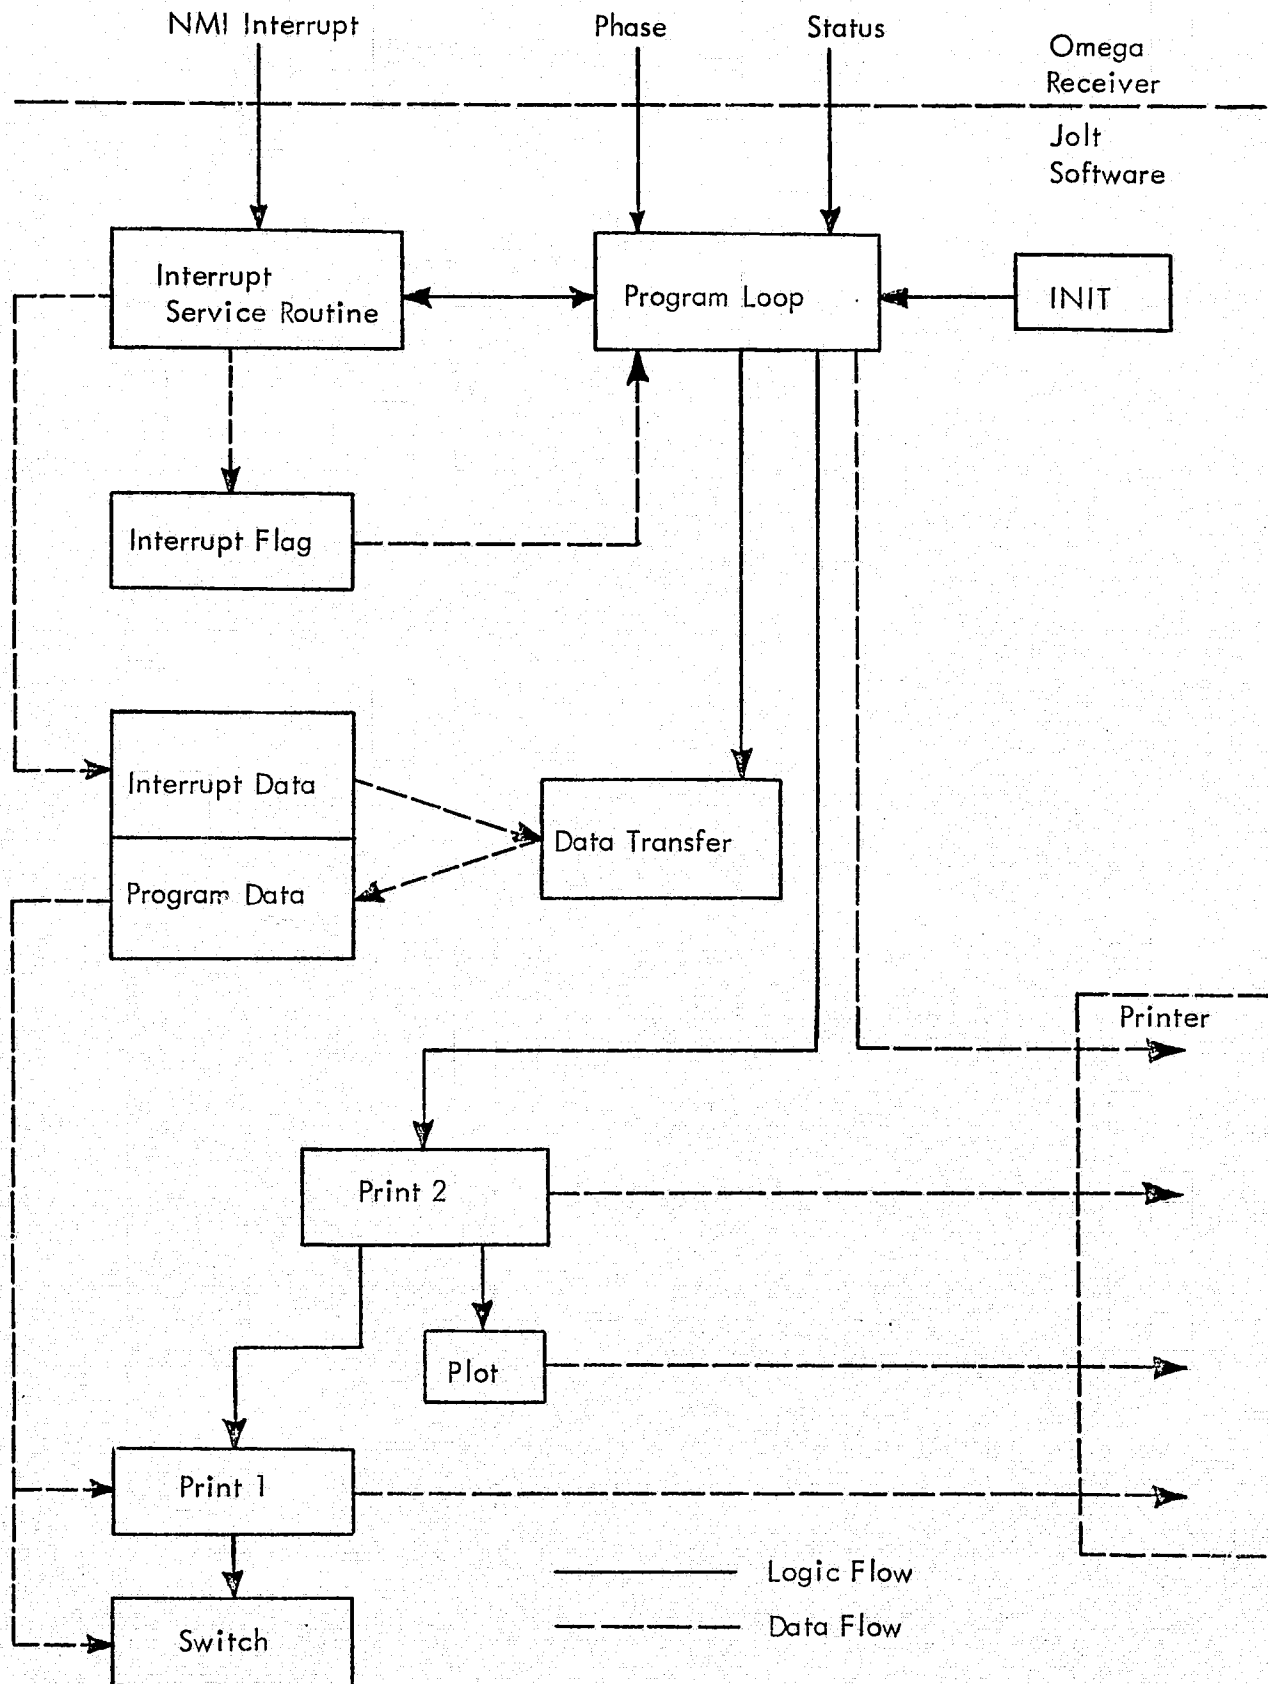 NMI Interrupt
Phase
Status
Omega
Receiver
Jolt
Software
Interrupt
Service Routine
Program Loop
INIT
Interrupt Flag
Interrupt Data
Data Transfer
Program Data
Printer
Print 2
Plot
Print 1
Logic Flow
Data Flow
Switch